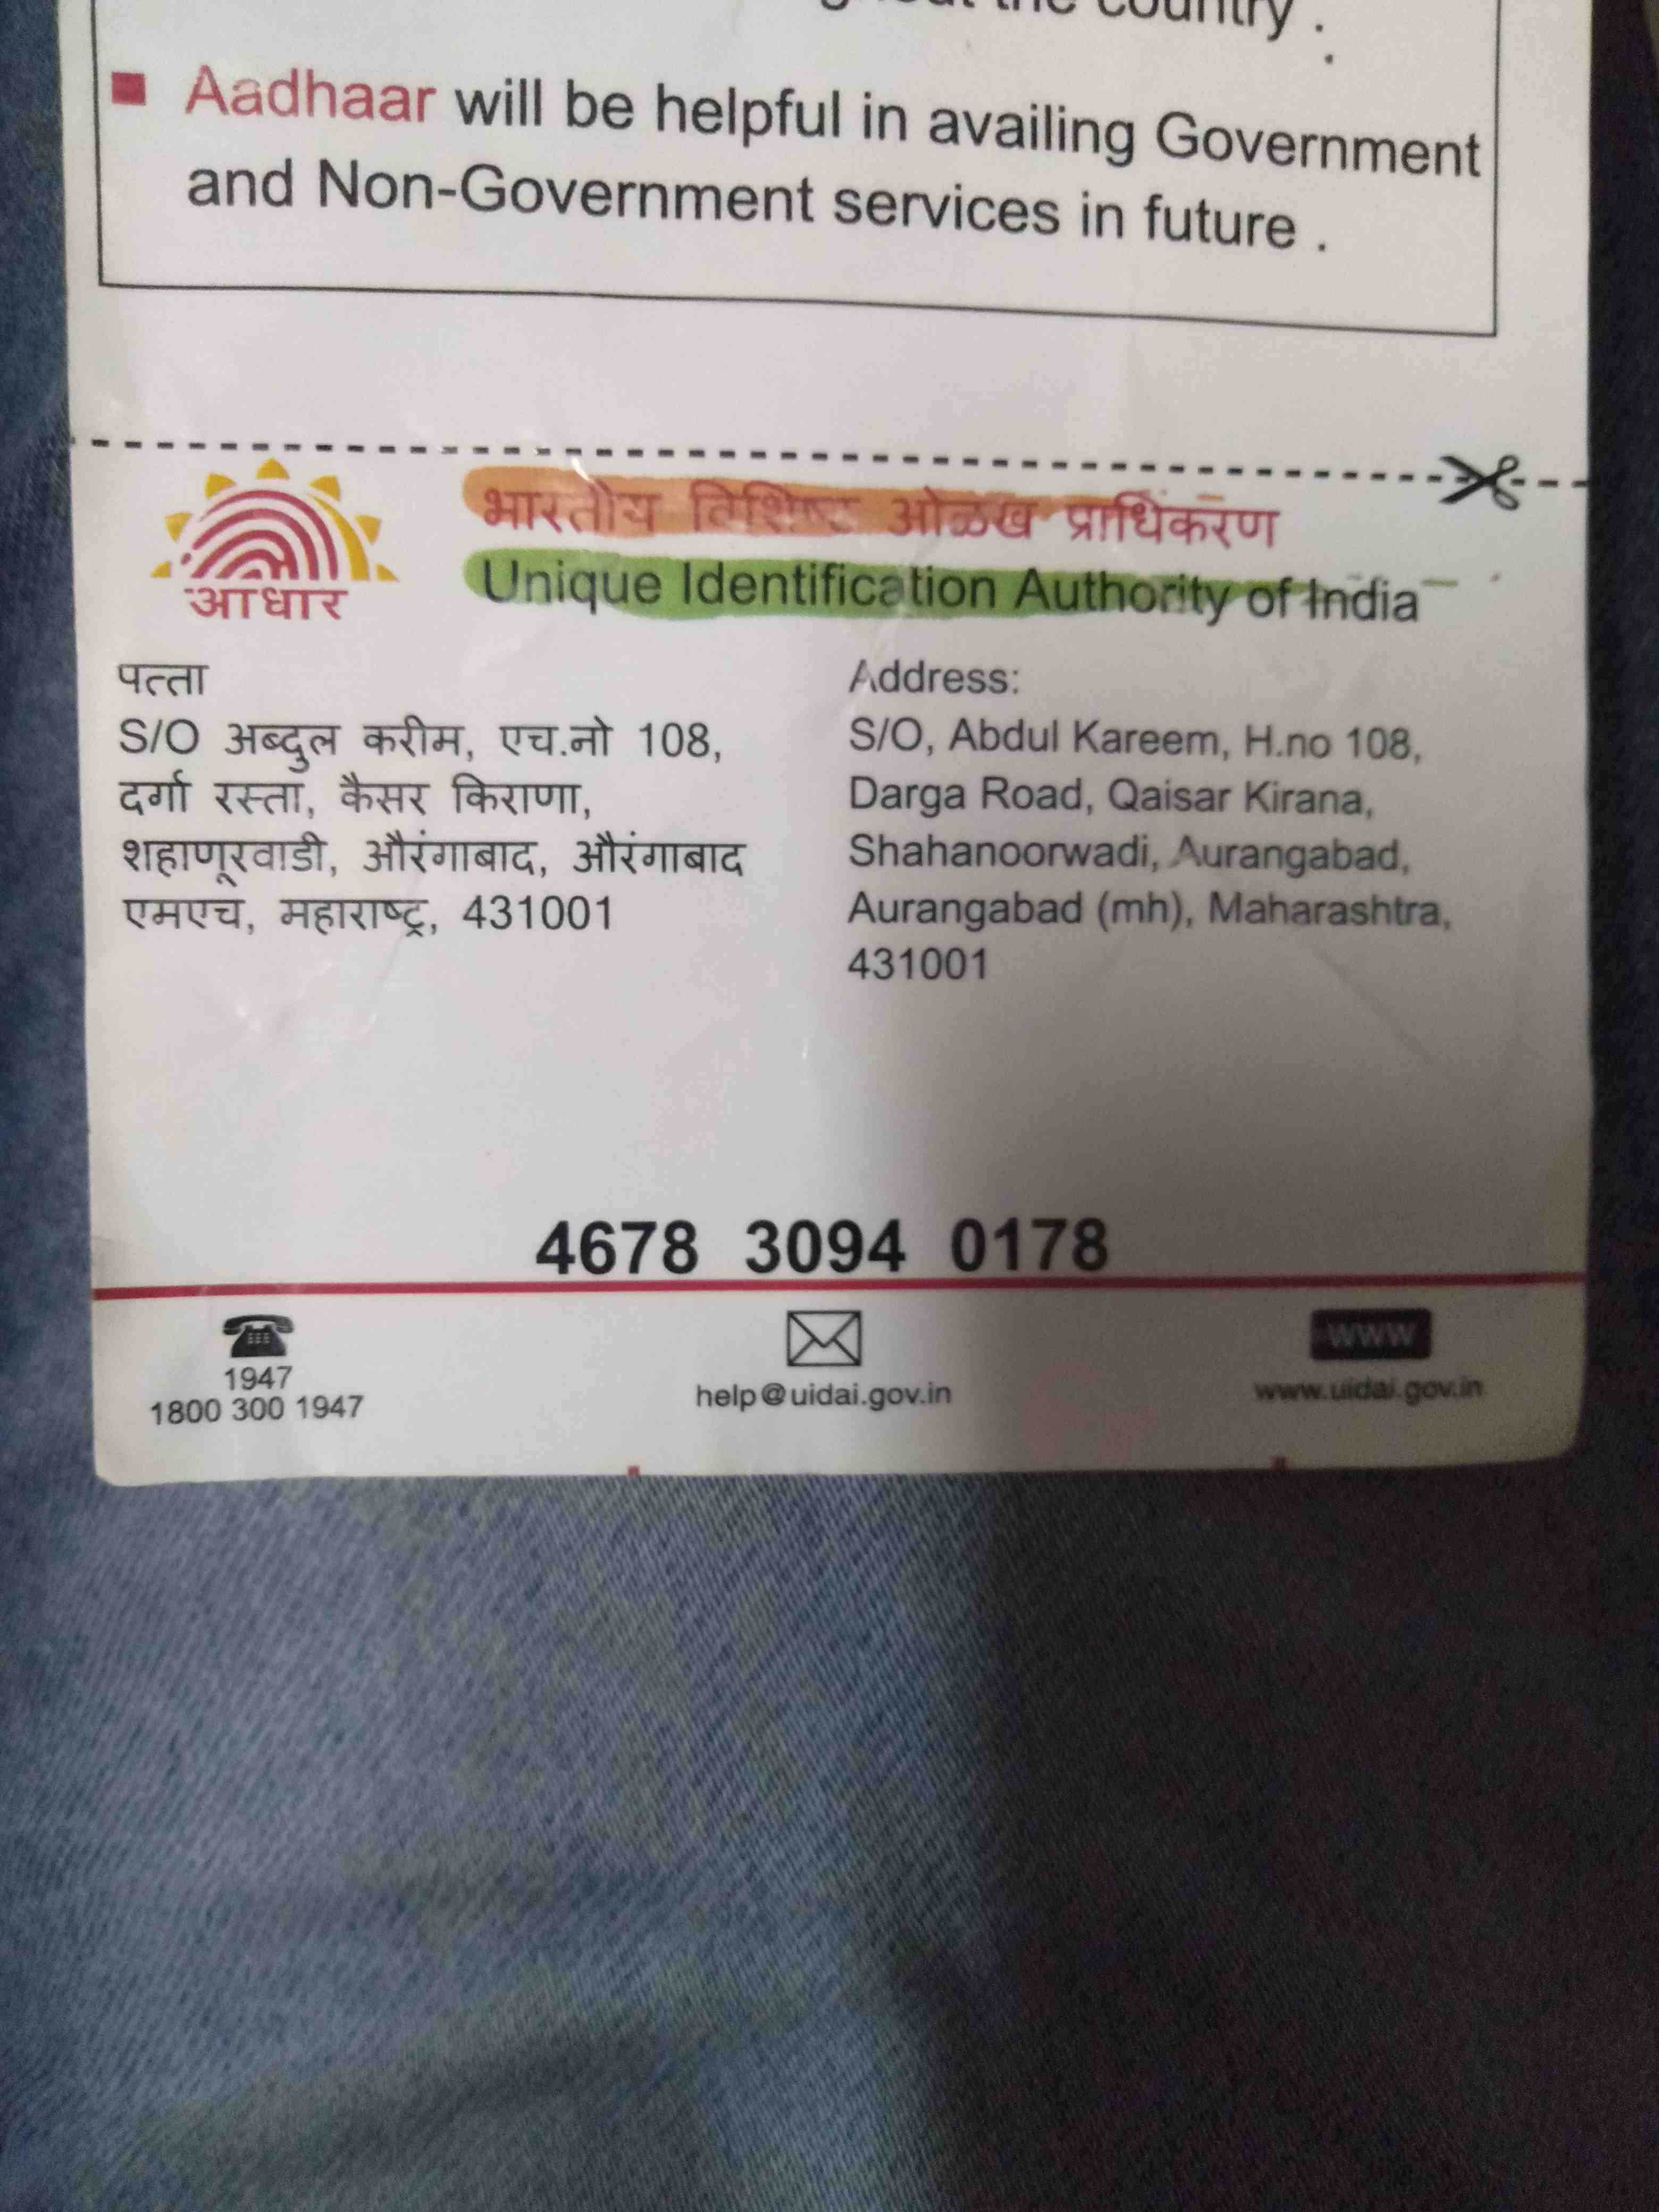 the country .
Aadhaar will be helpful in availing Government
and Non-Government services in future .
भारतीय विशिष्ट ओळख प्राधिकरण
Unique Identification Authority of India
आधार
पत्ता
S/O अब्दुल करीम, एच.नो 108,
दर्गा रस्ता, कैसर किराणा,
शहाणूरवाडी, औरंगाबाद, औरंगाबाद
एमएच, महाराष्ट्र, 431001
Address:
S/O, Abdul Kareem, H.no 108,
Darga Road, Qaisar Kirana,
Shahanoorwadi, Aurangabad,
Aurangabad (mh), Maharashtra,
431001
4678 3094 0178
1947
1800 300 1947
help@uidai.gov.in
WWW
www.uidai.gov.in